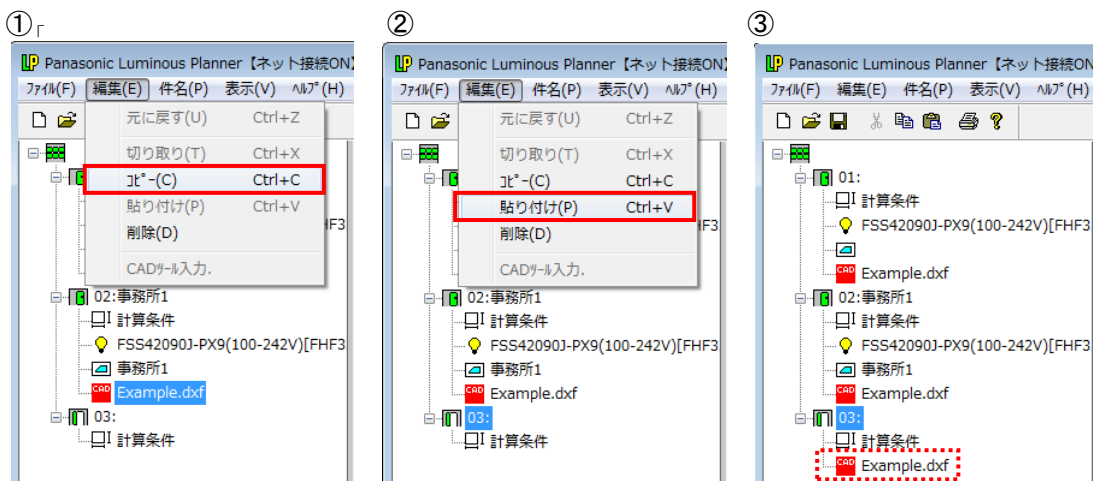 ①
Panasonic Luminous Planner【ネット接続ON】
ﾌｧｲﾙ(F) 編集(E) 件名(P) 表示(V) ﾍﾙﾌﾟ(H)
元に戻す(U) Ctrl+Z
切り取り(T) Ctrl+X
ｺﾋﾟｰ(C) Ctrl+C
貼り付け(P) Ctrl+V
削除(D)
CADﾂｰﾙ入力.
HF3
02:事務所1
計算条件
FSS42090J-PX9(100-242V)[FHF3
事務所1
CAD Example.dxf
03:
計算条件
②
Panasonic Luminous Planner【ネット接続ON】
ﾌｧｲﾙ(F) 編集(E) 件名(P) 表示(V) ﾍﾙﾌﾟ(H)
元に戻す(U) Ctrl+Z
切り取り(T) Ctrl+X
ｺﾋﾟｰ(C) Ctrl+C
貼り付け(P) Ctrl+V
削除(D)
CADﾂｰﾙ入力.
HF3
02:事務所1
計算条件
FSS42090J-PX9(100-242V)[FHF3
事務所1
CAD Example.dxf
03:
計算条件
③
Panasonic Luminous Planner【ネット接続ON
ﾌｧｲﾙ(F) 編集(E) 件名(P) 表示(V) ﾍﾙﾌﾟ(H)
01:
計算条件
FSS42090J-PX9(100-242V)[FHF3
CAD Example.dxf
02:事務所1
計算条件
FSS42090J-PX9(100-242V)[FHF3
事務所1
CAD Example.dxf
03:
計算条件
CAD Example.dxf